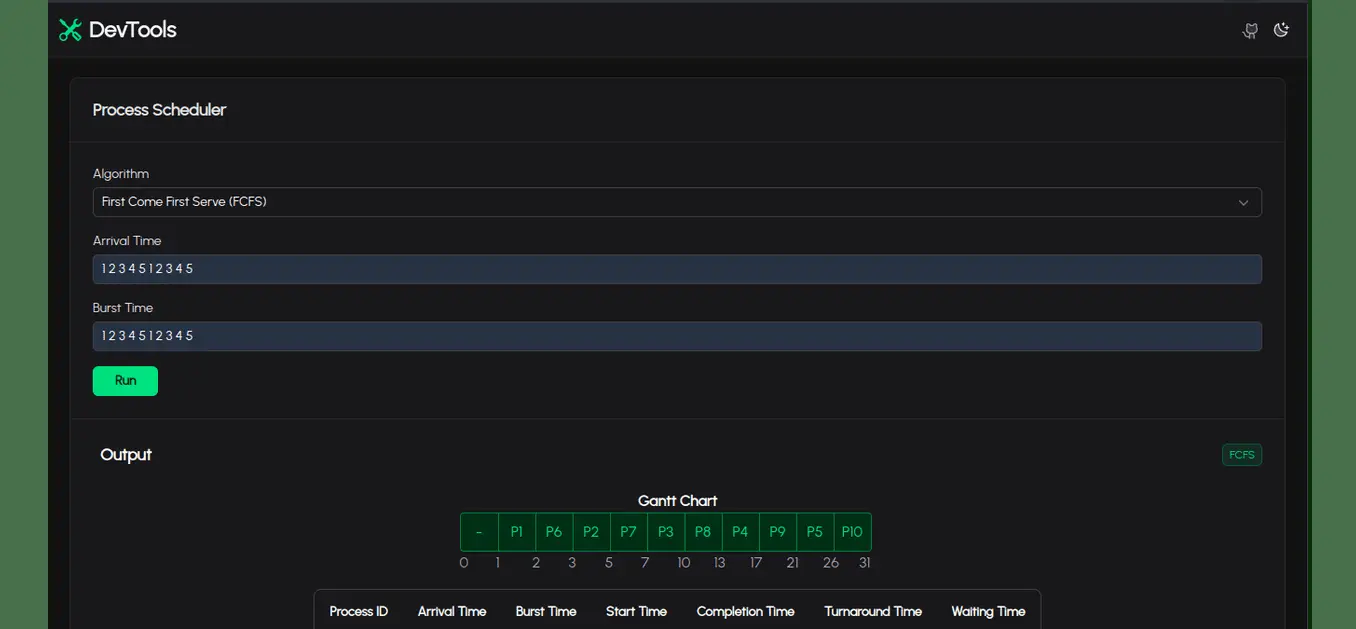 DevTools
Process Scheduler
Algorithm
First Come First Serve (FCFS)
Arrival Time
1 2 3 4 5 1 2 3 4 5
Burst Time
1 2 3 4 5 1 2 3 4 5
Run
Output
FCFS
Gantt Chart
- P1 P6 P2 P7 P3 P8 P4 P9 P5 P10
0 1 2 3 5 7 10 13 17 21 26 31
Process ID Arrival Time Burst Time Start Time Completion Time Turnaround Time Waiting Time